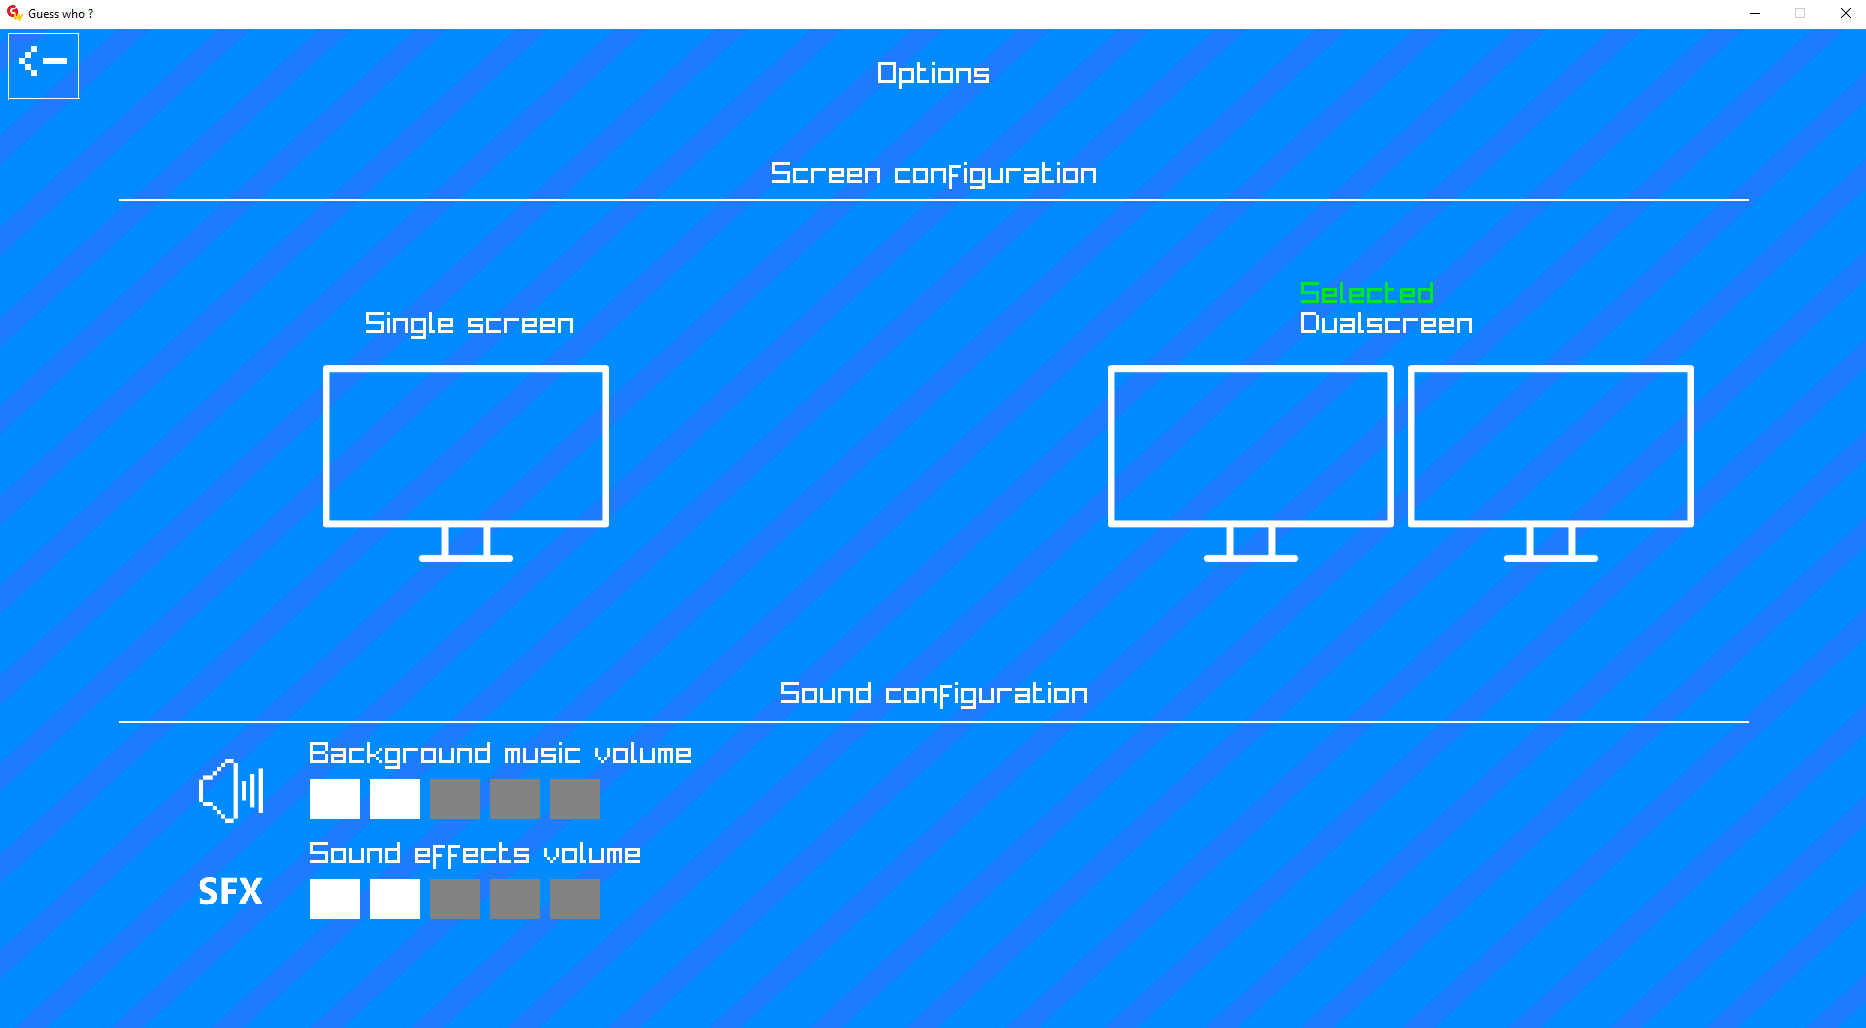 Guess who ?
Options
Screen configuration
Selected
Single screen
Dualscreen
Sound configuration
Background music volume
Sound effects volume
SFX